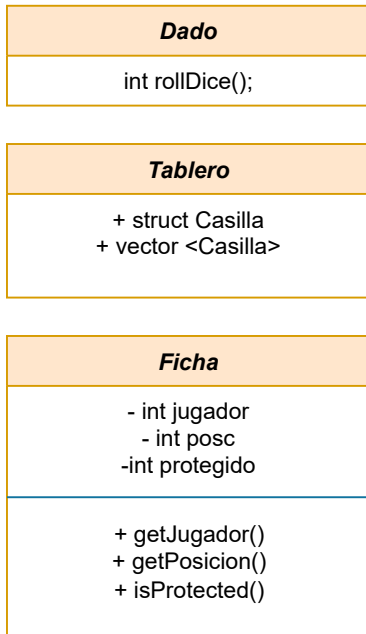 Dado
int rollDice();
Tablero
+ struct Casilla
+ vector <Casilla>
Ficha
- int jugador
- int posc
-int protegido
+ getJugador()
+ getPosicion()
+ isProtected()